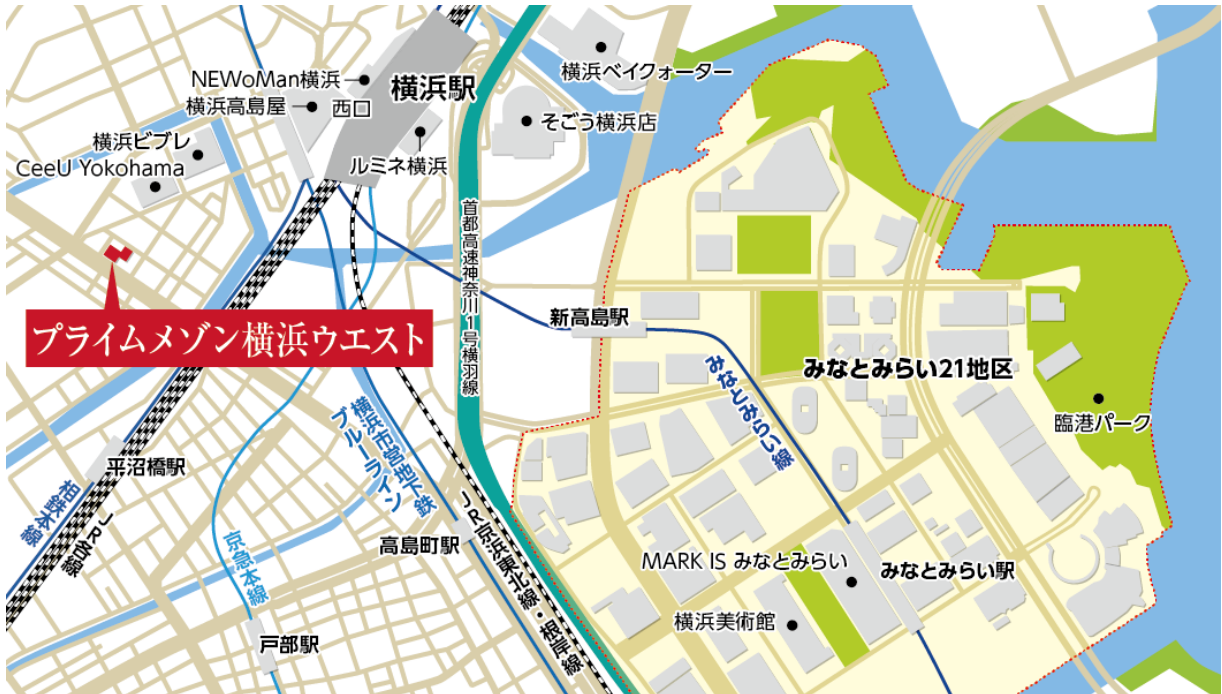 NEWoMan横浜
横浜高島屋
西口
横浜駅
横浜ベイクォーター
そごう横浜店
横浜ビブレ
CeeU Yokohama
ルミネ横浜
首都高速神奈川1号横羽線
プライムメゾン横浜ウエスト
新高島駅
みなとみらい21地区
みなとみらい線
臨港パーク
平沼橋駅
相鉄本線
JR各線
横浜市営地下鉄
ブルーライン
京急本線
高島町駅
JR京浜東北線・根岸線
戸部駅
MARK IS みなとみらい
みなとみらい駅
横浜美術館